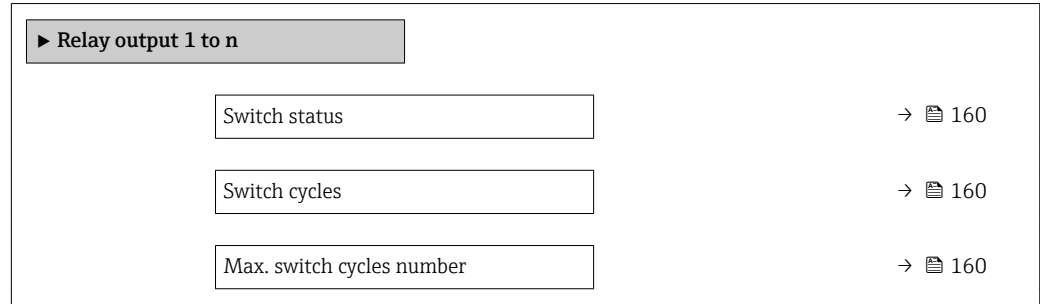 ▶ Relay output 1 to n
Switch status → 160
Switch cycles → 160
Max. switch cycles number → 160